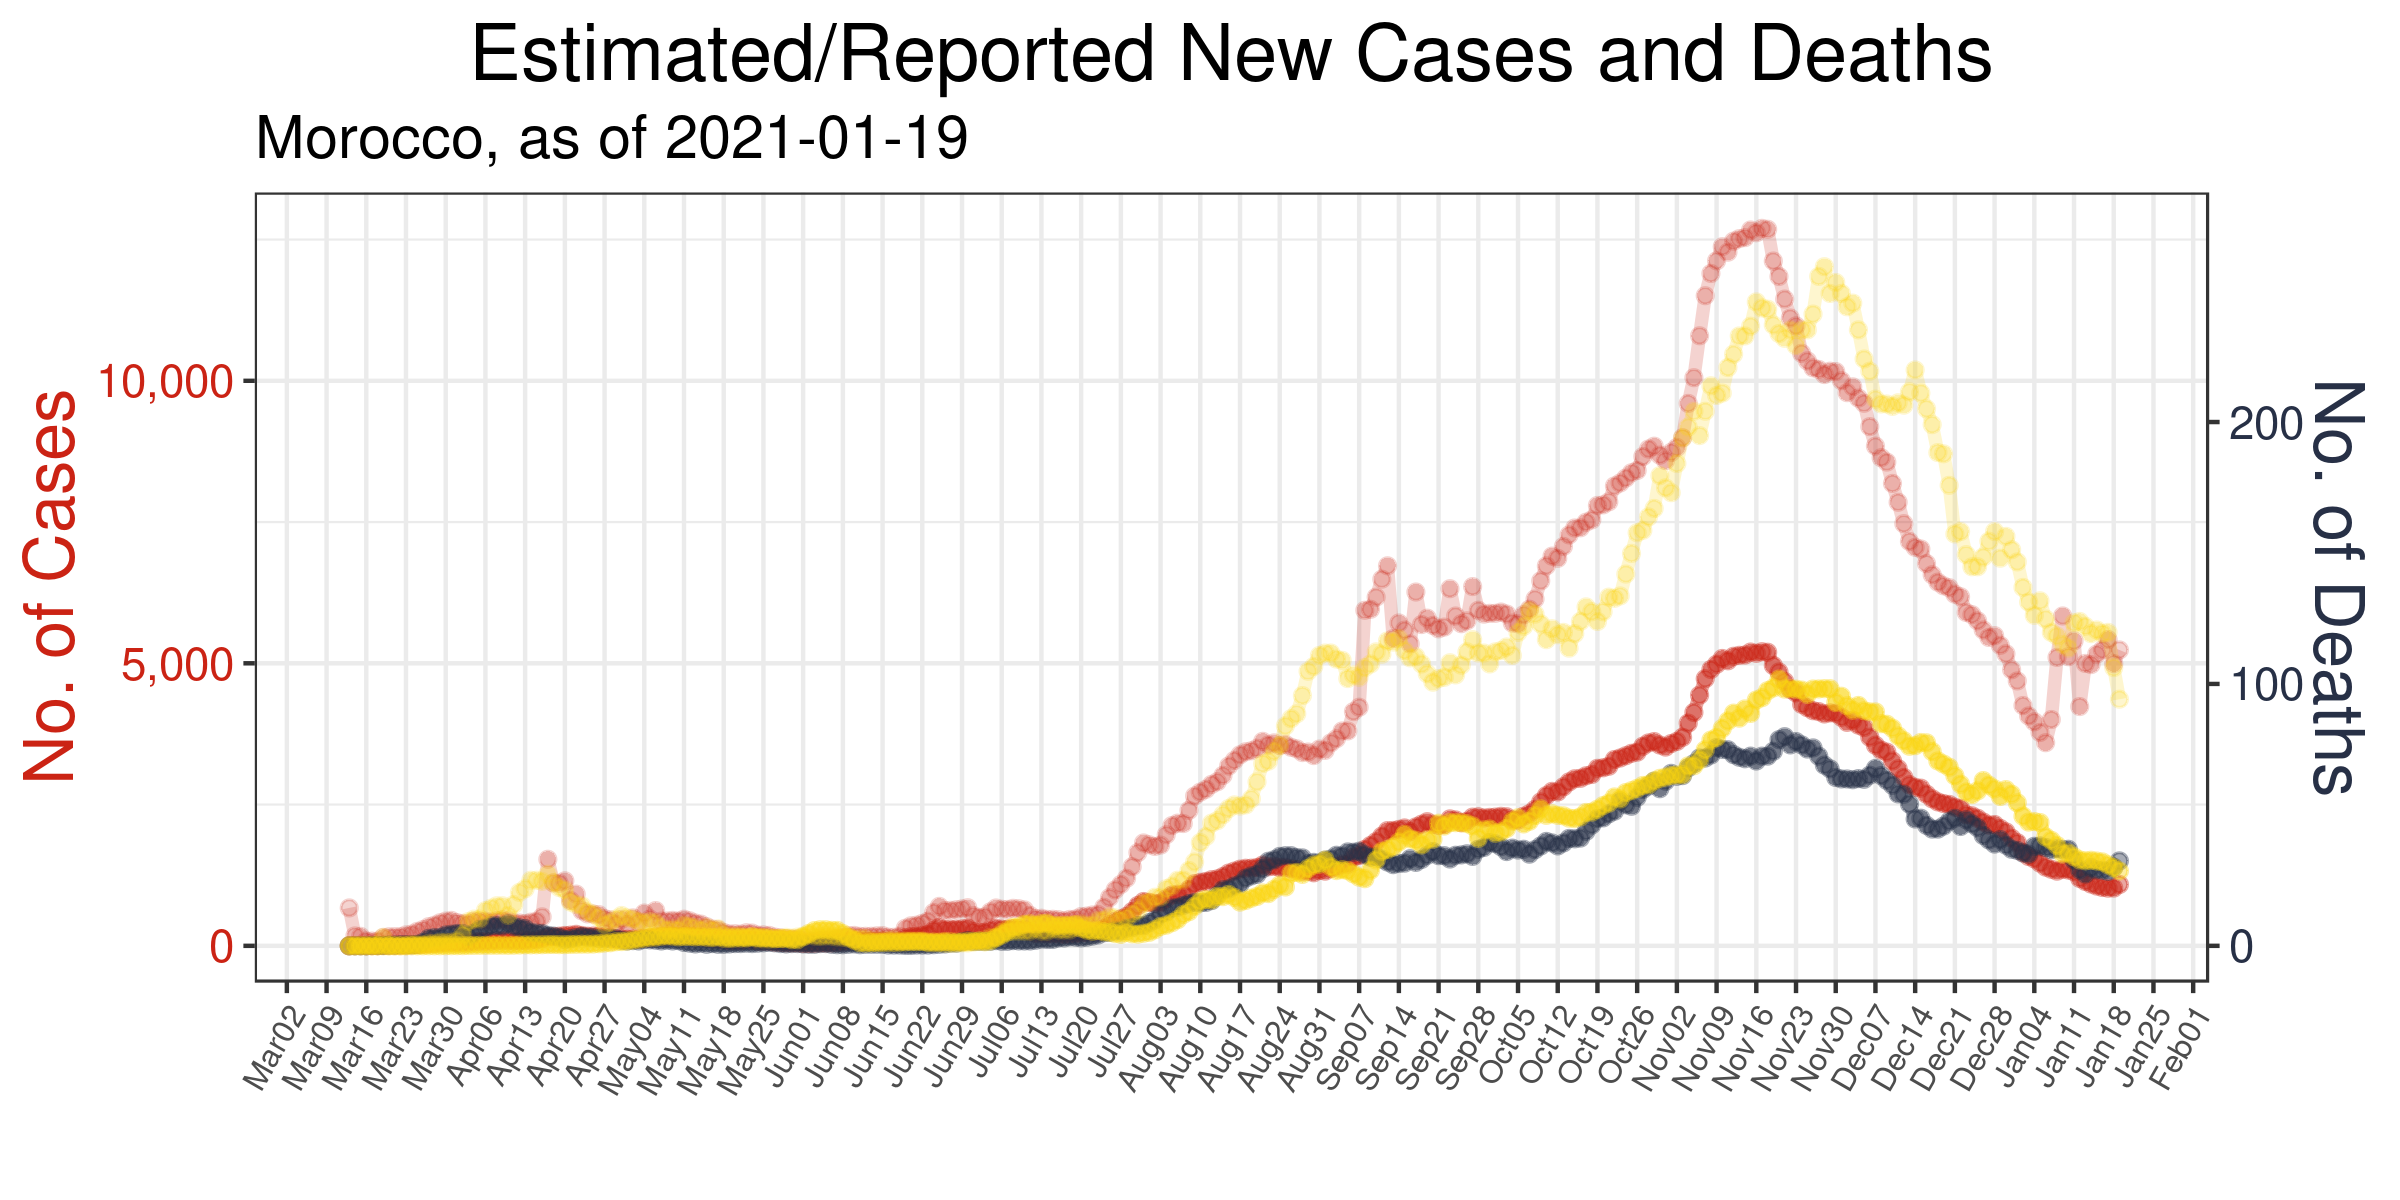 Estimated/Reported New Cases and Deaths
Morocco, as of 2021-01-19
No. of Cases
10,000
5,000
0
No. of Deaths
200
100
0
Mar02
Mar09
Mar16
Mar23
Mar30
Apr06
Apr13
Apr20
Apr27
May04
May11
May18
May25
Jun01
Jun08
Jun15
Jun22
Jun29
Jul06
Jul13
Jul20
Jul27
Aug03
Aug10
Aug17
Aug24
Aug31
Sep07
Sep14
Sep21
Sep28
Oct05
Oct12
Oct19
Oct26
Nov02
Nov09
Nov16
Nov23
Nov30
Dec07
Dec14
Dec21
Dec28
Jan04
Jan11
Jan18
Jan25
Feb01